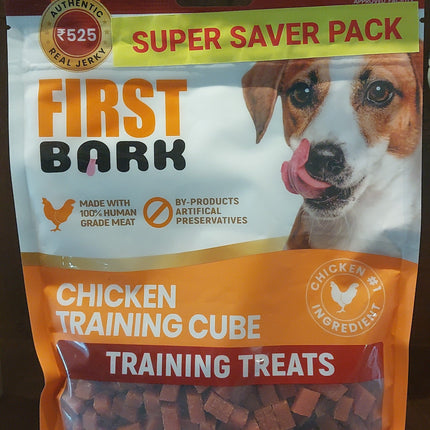 AUTHENTIC
₹525
REAL JERKY
SUPER SAVER PACK
FIRST
BARK
MADE WITH
100% HUMAN
GRADE MEAT
BY-PRODUCTS
ARTIFICAL
PRESERVATIVES
CHICKEN #1
INGREDIENT
CHICKEN
TRAINING CUBE
TRAINING TREATS